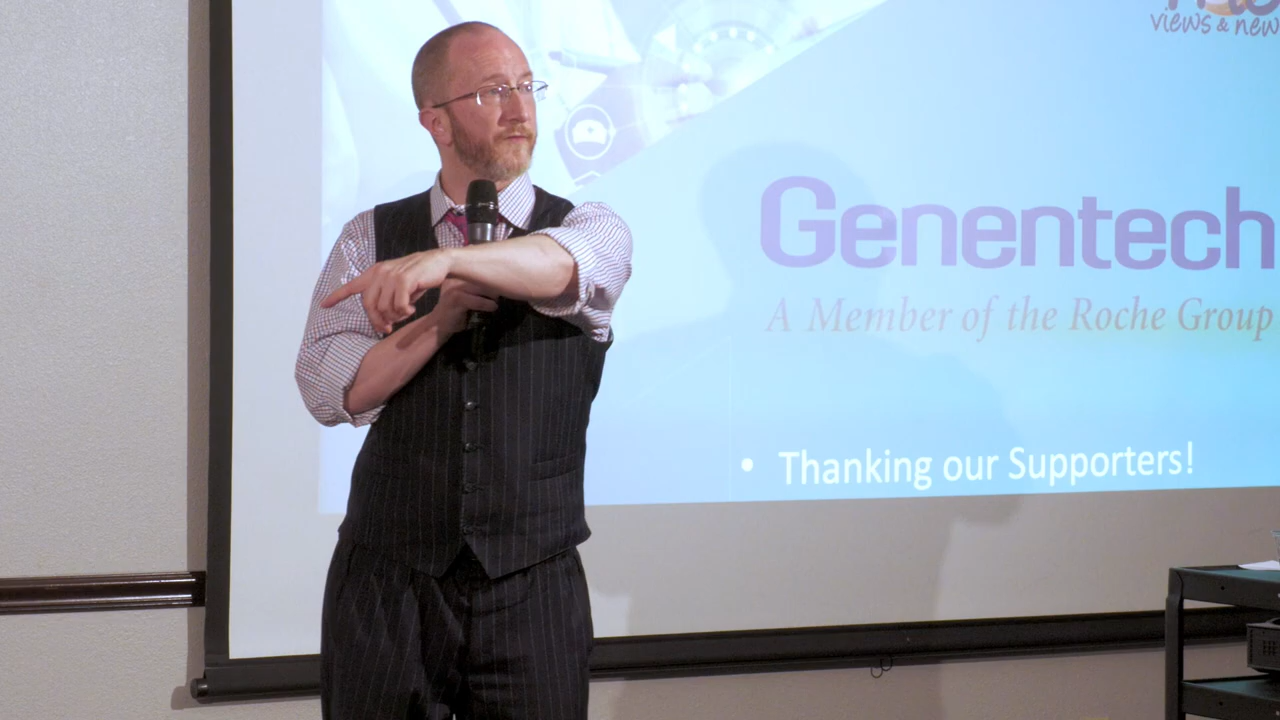 views & new
Genentech
A Member of the Roche Group
• Thanking our Supporters!